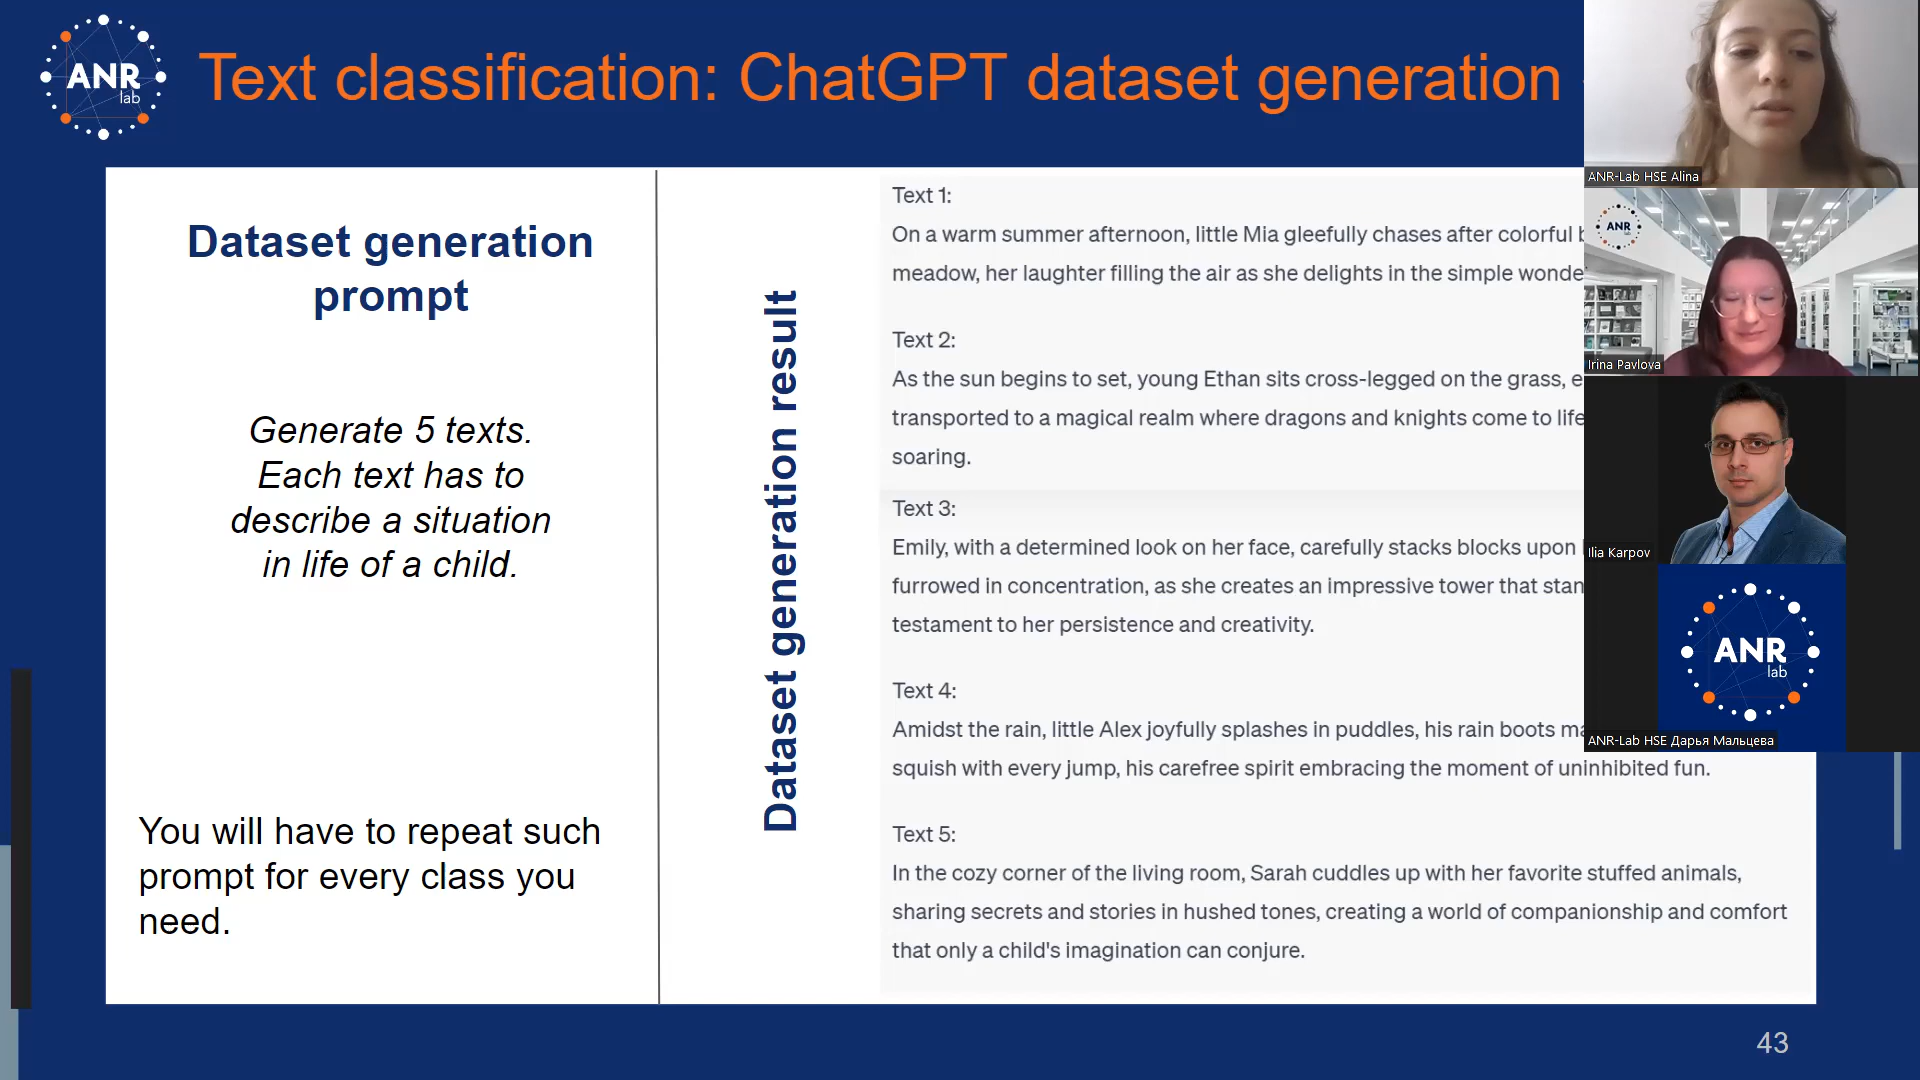 ANR
lab
Text classification: ChatGPT dataset generation
Dataset generation
prompt
Generate 5 texts.
Each text has to
describe a situation
in life of a child.
You will have to repeat such
prompt for every class you
need.
Dataset generation result
Text 1:
On a warm summer afternoon, little Mia gleefully chases after colorful
meadow, her laughter filling the air as she delights in the simple
Text 2:
As the sun begins to set, young Ethan sits cross-legged on the grass,
transported to a magical realm where dragons and knights come to life
soaring.
Text 3:
Emily, with a determined look on her face, carefully stacks blocks upon
furrowed in concentration, as she creates an impressive tower that
testament to her persistence and creativity.
Text 4:
Amidst the rain, little Alex joyfully splashes in puddles, his rain boots
squish with every jump, his carefree spirit embracing the moment of uninhibited fun.
Text 5:
In the cozy corner of the living room, Sarah cuddles up with her favorite stuffed animals,
sharing secrets and stories in hushed tones, creating a world of companionship and comfort
that only a child's imagination can conjure.
ANR-Lab HSE Alina
ANR
Irina Pavlova
Ilia Karpov
ANR
lab
ANR-Lab HSE Дарья Мальцева
43